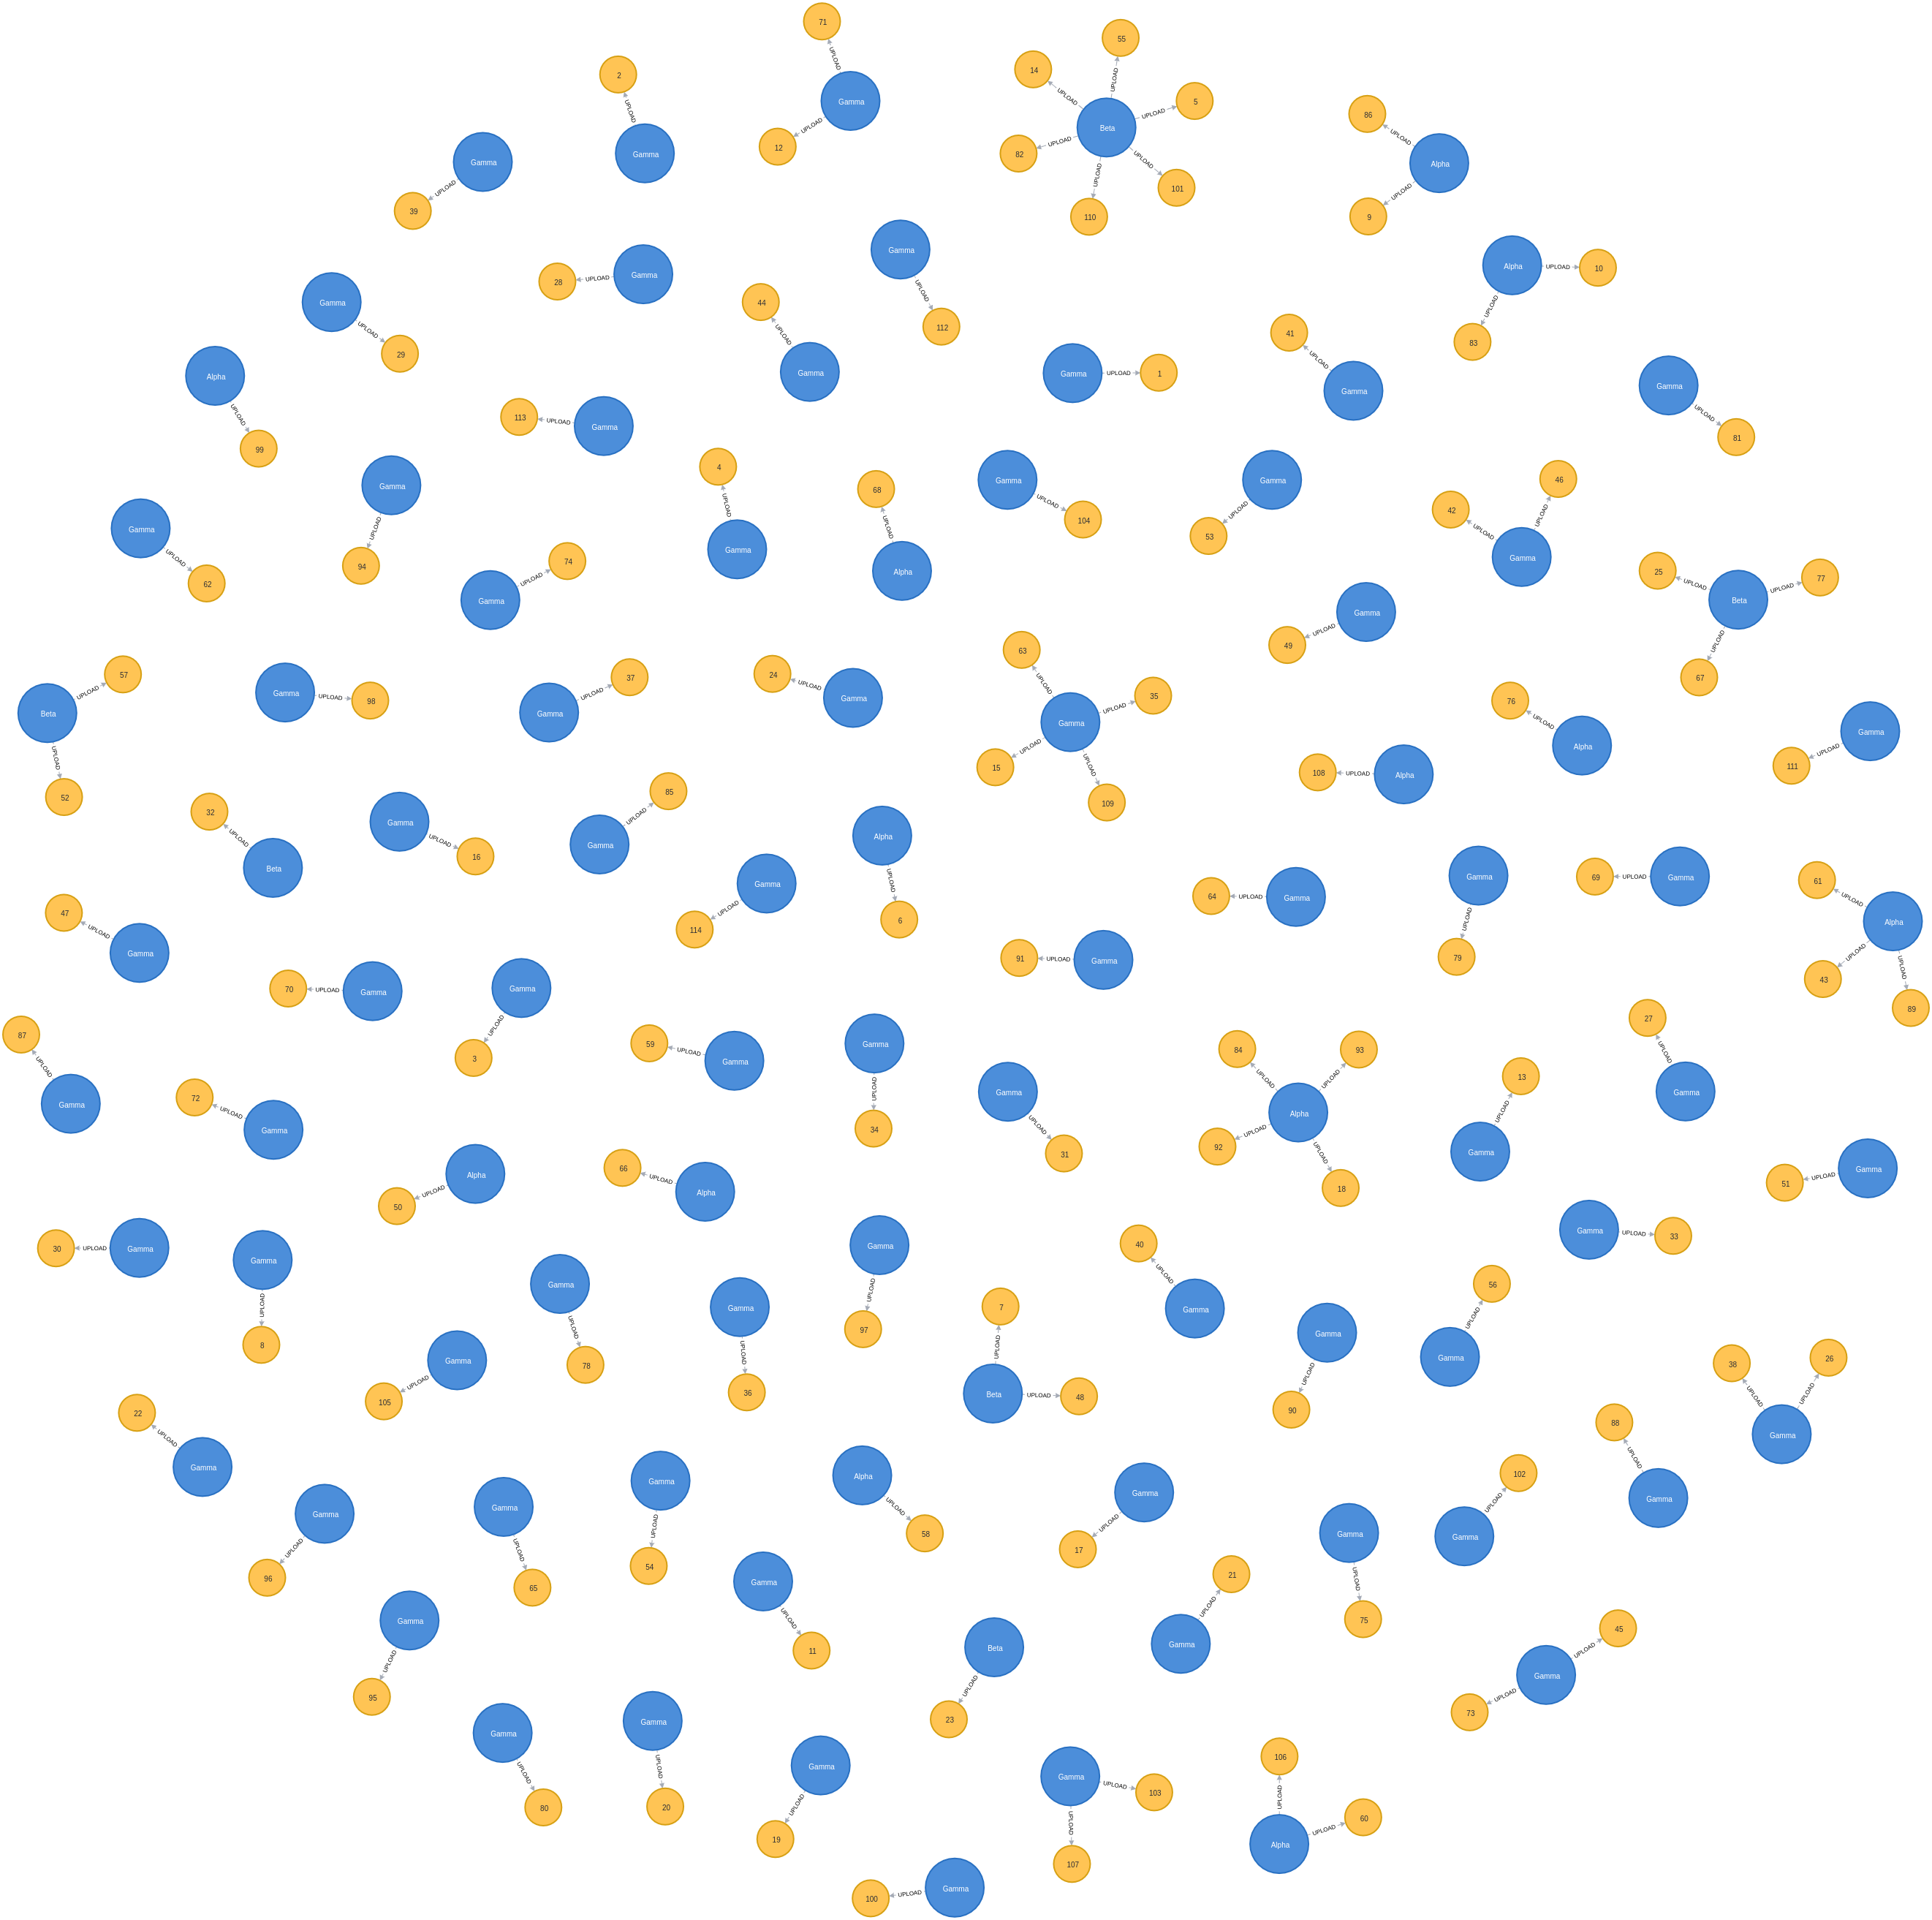 71
UPLOAD
Gamma
UPLOAD
12
2
UPLOAD
Gamma
55
14
UPLOAD
UPLOAD
5
UPLOAD
Beta
UPLOAD
82
UPLOAD
UPLOAD
101
110
86
UPLOAD
Alpha
UPLOAD
9
Gamma
UPLOAD
39
Gamma
UPLOAD
28
Gamma
UPLOAD
112
Alpha
UPLOAD
10
UPLOAD
83
Gamma
UPLOAD
29
44
UPLOAD
Gamma
Gamma
UPLOAD
1
41
UPLOAD
Gamma
Alpha
UPLOAD
99
113
UPLOAD
Gamma
Gamma
UPLOAD
81
Gamma
UPLOAD
94
4
UPLOAD
Gamma
68
UPLOAD
Alpha
Gamma
UPLOAD
104
Gamma
UPLOAD
53
42
UPLOAD
46
UPLOAD
Gamma
Gamma
UPLOAD
62
Gamma
UPLOAD
74
25
UPLOAD
Beta
UPLOAD
77
UPLOAD
67
Gamma
UPLOAD
49
Beta
UPLOAD
57
UPLOAD
52
Gamma
UPLOAD
98
Gamma
UPLOAD
37
24
UPLOAD
Gamma
63
UPLOAD
35
UPLOAD
Gamma
UPLOAD
15
UPLOAD
109
76
UPLOAD
Alpha
108
UPLOAD
Alpha
Gamma
UPLOAD
111
32
UPLOAD
Beta
Gamma
UPLOAD
16
85
UPLOAD
Gamma
Alpha
UPLOAD
6
Gamma
UPLOAD
114
64
UPLOAD
Gamma
Gamma
UPLOAD
79
69
UPLOAD
Gamma
61
UPLOAD
Alpha
UPLOAD
43
UPLOAD
89
47
UPLOAD
Gamma
70
UPLOAD
Gamma
Gamma
UPLOAD
3
91
UPLOAD
Gamma
87
UPLOAD
Gamma
72
UPLOAD
Gamma
59
UPLOAD
Gamma
Gamma
UPLOAD
34
Gamma
UPLOAD
31
84
UPLOAD
93
UPLOAD
Alpha
UPLOAD
92
UPLOAD
18
13
UPLOAD
Gamma
27
UPLOAD
Gamma
Alpha
UPLOAD
50
66
UPLOAD
Alpha
Gamma
UPLOAD
51
30
UPLOAD
Gamma
Gamma
UPLOAD
8
Gamma
UPLOAD
78
Gamma
UPLOAD
36
Gamma
UPLOAD
97
40
UPLOAD
Gamma
Gamma
UPLOAD
33
7
UPLOAD
Beta
UPLOAD
48
Gamma
UPLOAD
90
56
UPLOAD
Gamma
Gamma
UPLOAD
105
38
UPLOAD
26
UPLOAD
Gamma
22
UPLOAD
Gamma
88
UPLOAD
Gamma
Gamma
UPLOAD
96
Gamma
UPLOAD
65
Gamma
UPLOAD
54
Alpha
UPLOAD
58
Gamma
UPLOAD
17
Gamma
UPLOAD
75
102
UPLOAD
Gamma
Gamma
UPLOAD
11
21
UPLOAD
Gamma
Gamma
UPLOAD
95
Beta
UPLOAD
23
45
UPLOAD
Gamma
UPLOAD
73
Gamma
UPLOAD
80
Gamma
UPLOAD
20
Gamma
UPLOAD
19
Gamma
UPLOAD
103
UPLOAD
107
106
UPLOAD
Alpha
UPLOAD
60
100
UPLOAD
Gamma